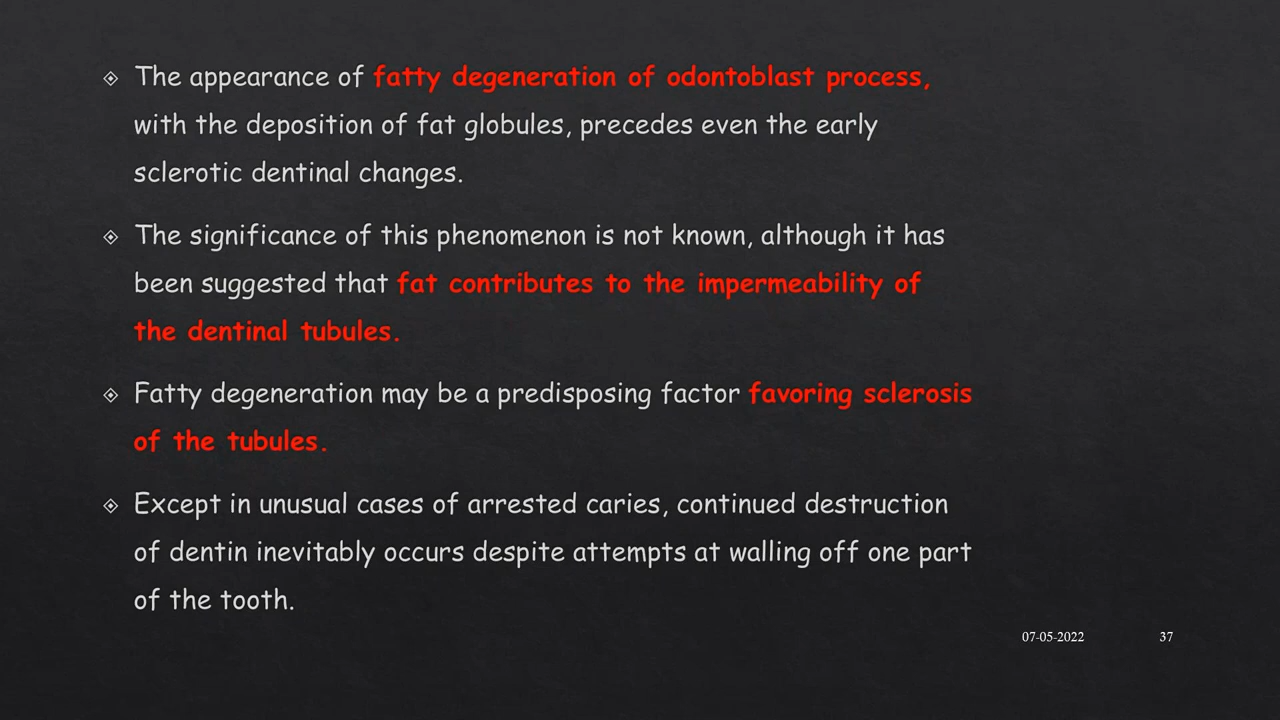 The appearance of fatty degeneration of odontoblast process,
with the deposition of fat globules, precedes even the early
sclerotic dentinal changes.
The significance of this phenomenon is not known, although it has
been suggested that fat contributes to the impermeability of
the dentinal tubules.
Fatty degeneration may be a predisposing factor favoring sclerosis
of the tubules.
Except in unusual cases of arrested caries, continued destruction
of dentin inevitably occurs despite attempts at walling off one part
of the tooth.
07-05-2022 37